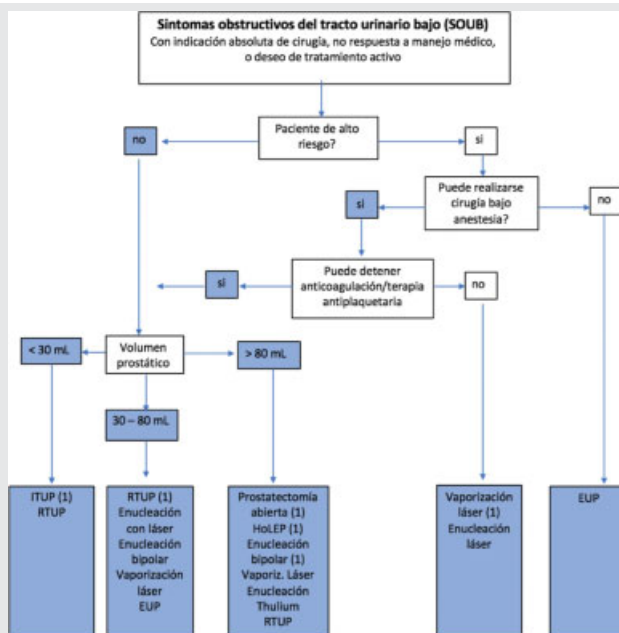 Síntomas obstructivos del tracto urinario bajo (SOUB)
Con indicación absoluta de cirugía, no respuesta a manejo médico,
o deseo de tratamiento activo
Paciente de alto
riesgo?
no
si
Puede realizarse
cirugía bajo
anestesia?
si
no
Puede detener
anticoagulación/terapia
antiplaquetaria
si
no
Volumen
prostático
< 30 mL
> 80 mL
30 – 80 mL
ITUP (1)
RTUP
RTUP (1)
Enucleación
con láser
Enucleación
bipolar
Vaporización
láser
EUP
Prostatectomía
abierta (1)
HoLEP (1)
Enucleación
bipolar (1)
Vaporiz. Láser
Enucleación
Thulium
RTUP
Vaporización
láser (1)
Enucleación
láser
EUP